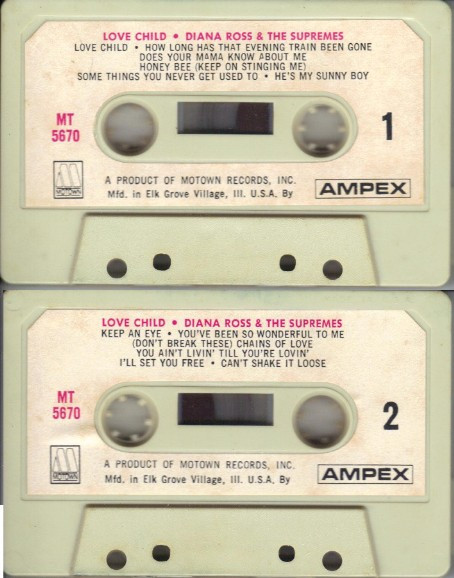 LOVE CHILD • DIANA ROSS & THE SUPREMES
LOVE CHILD • HOW LONG HAS THAT EVENING TRAIN BEEN GONE
DOES YOUR MAMA KNOW ABOUT ME
HONEY BEE (KEEP ON STINGING ME)
SOME THINGS YOU NEVER GET USED TO • HE'S MY SUNNY BOY
MT
5670
1
MOTOWN
A PRODUCT OF MOTOWN RECORDS, INC.
Mfd. in Elk Grove Village, Ill. U.S.A. By
AMPEX
LOVE CHILD • DIANA ROSS & THE SUPREMES
KEEP AN EYE • YOU'VE BEEN SO WONDERFUL TO ME
(DON'T BREAK THESE) CHAINS OF LOVE
YOU AIN'T LIVIN' TILL YOU'RE LOVIN'
I'LL SET YOU FREE • CAN'T SHAKE IT LOOSE
MT
5670
2
MOTOWN
A PRODUCT OF MOTOWN RECORDS, INC.
Mfd. in Elk Grove Village, Ill. U.S.A. By
AMPEX